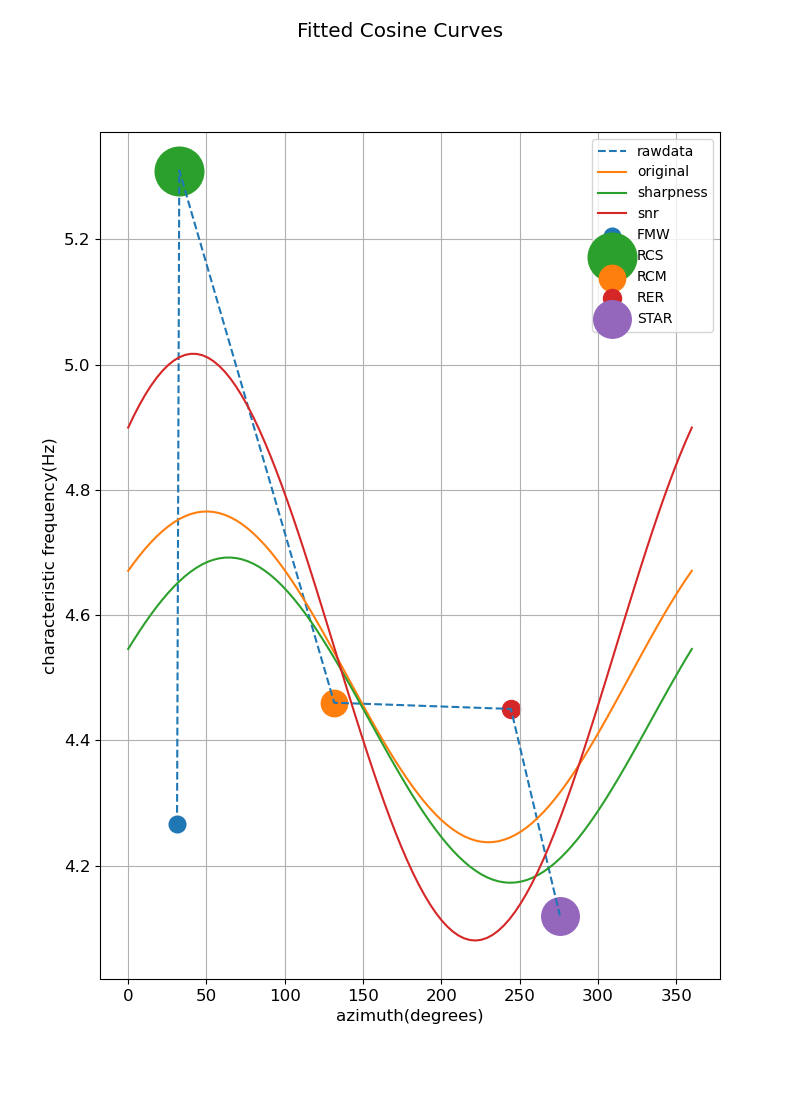 Fitted Cosine Curves
rawdata
original
sharpness
snr
FMW
RCS
RCM
RER
STAR
5.2
5.0
4.8
4.6
4.4
4.2
characteristic frequency(Hz)
0 50 100 150 200 250 300 350
azimuth(degrees)